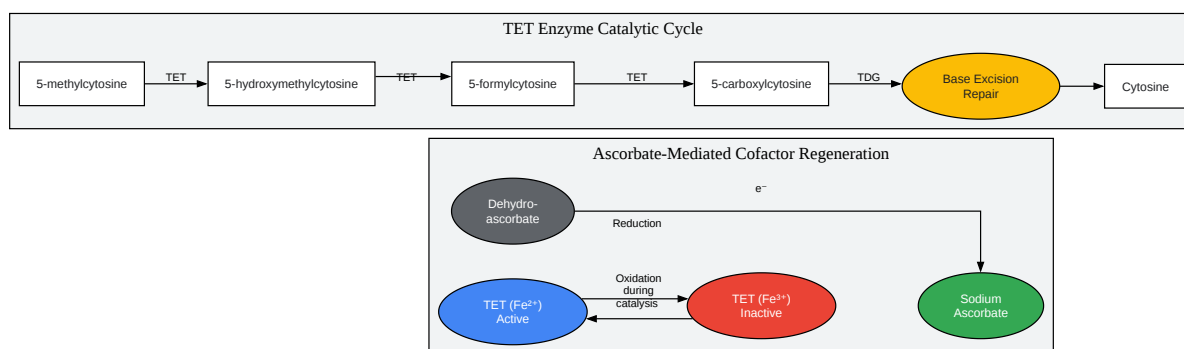 TET Enzyme Catalytic Cycle
5-methylcytosine
TET
5-hydroxymethylcytosine
TET
5-formylcytosine
TET
5-carboxylcytosine
TDG
Base Excision
Repair
Cytosine
Ascorbate-Mediated Cofactor Regeneration
Dehydro-
ascorbate
e⁻
Reduction
TET (Fe²⁺)
Active
Oxidation
during
catalysis
TET (Fe³⁺)
Inactive
Sodium
Ascorbate